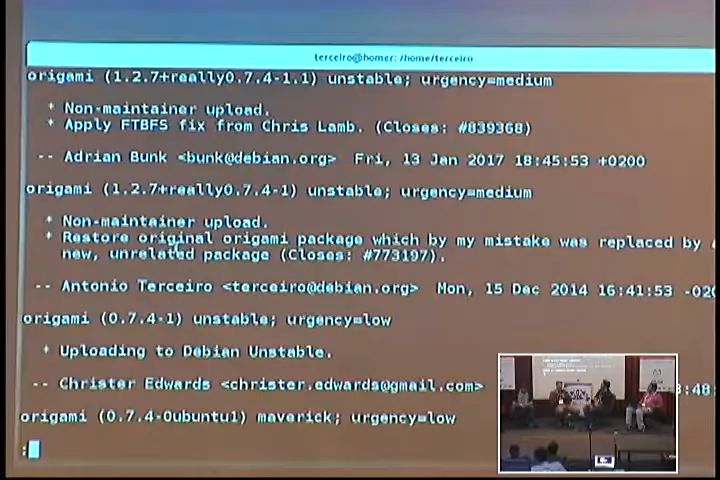 terceiro@homer: /home/terceiro
origami (1.2.7+really0.7.4-1.1) unstable; urgency=medium
* Non-maintainer upload.
* Apply FTBFS fix from Chris Lamb. (Closes: #839368)
-- Adrian Bunk <bunk@debian.org> Fri, 13 Jan 2017 18:45:53 +0200
origami (1.2.7+really0.7.4-1) unstable; urgency=medium
* Non-maintainer upload.
* Restore original origami package which by my mistake was replaced by
new, unrelated package (Closes: #773197).
-- Antonio Terceiro <terceiro@debian.org> Mon, 15 Dec 2014 16:41:53 -020
origami (0.7.4-1) unstable; urgency=low
* Uploading to Debian Unstable.
-- Christer Edwards <christer.edwards@gmail.com> :48
origami (0.7.4-0ubuntu1) maverick; urgency=low
: